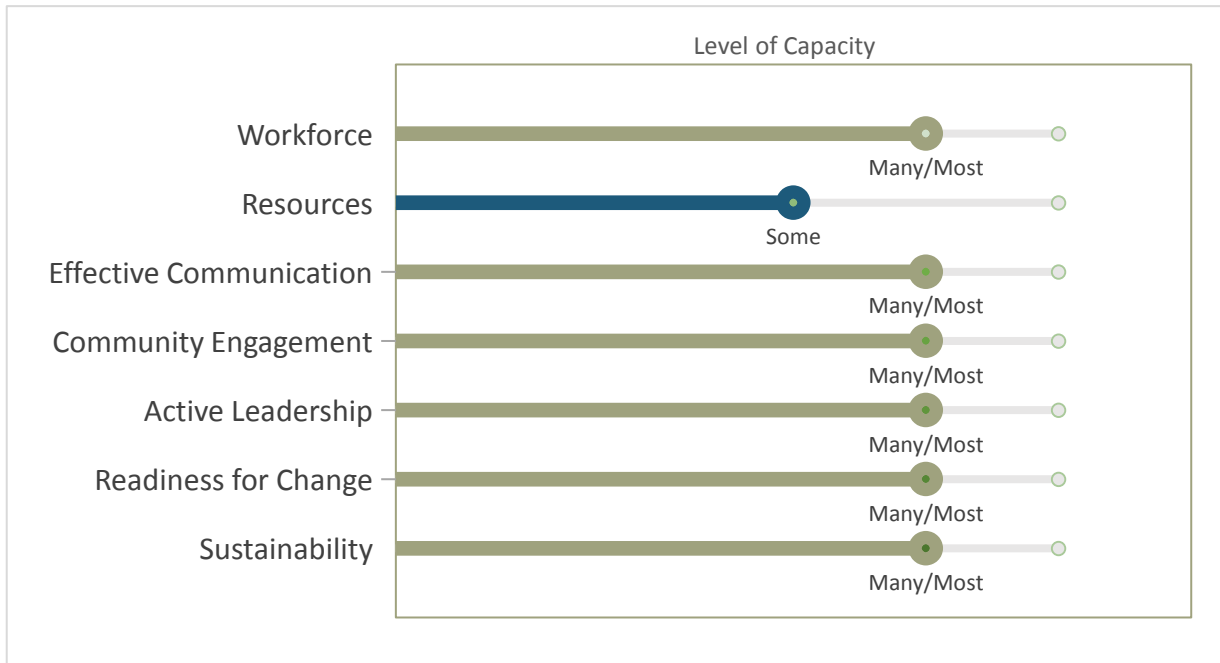 Level of Capacity
Workforce
Many/Most
Resources
Some
Effective Communication
Many/Most
Community Engagement
Many/Most
Active Leadership
Many/Most
Readiness for Change
Many/Most
Sustainability
Many/Most